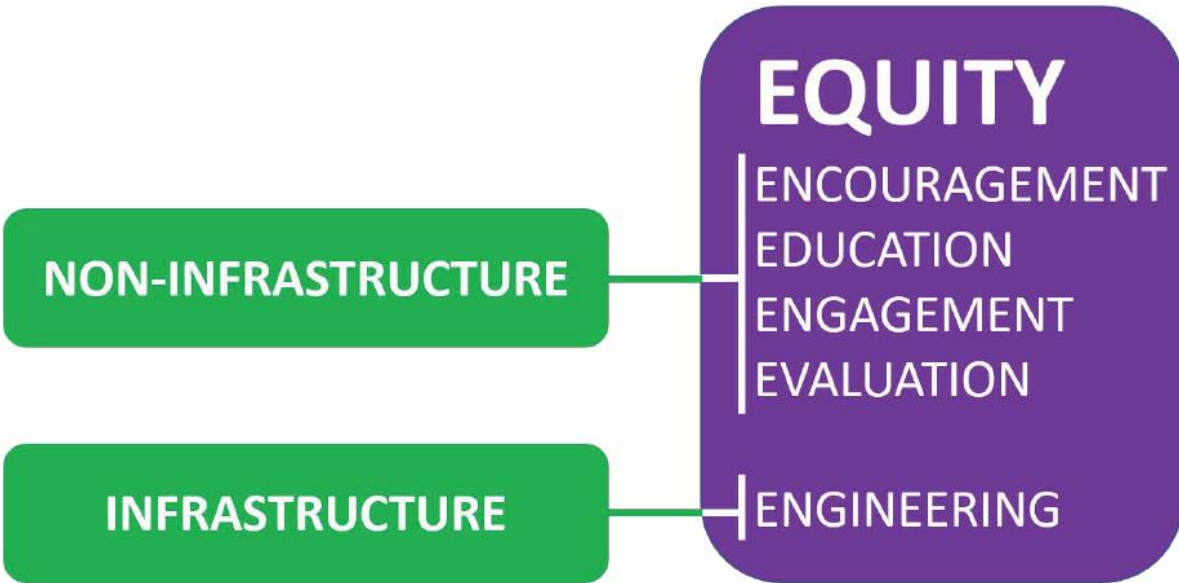 EQUITY
ENCOURAGEMENT
EDUCATION
ENGAGEMENT
EVALUATION
NON-INFRASTRUCTURE
INFRASTRUCTURE
ENGINEERING